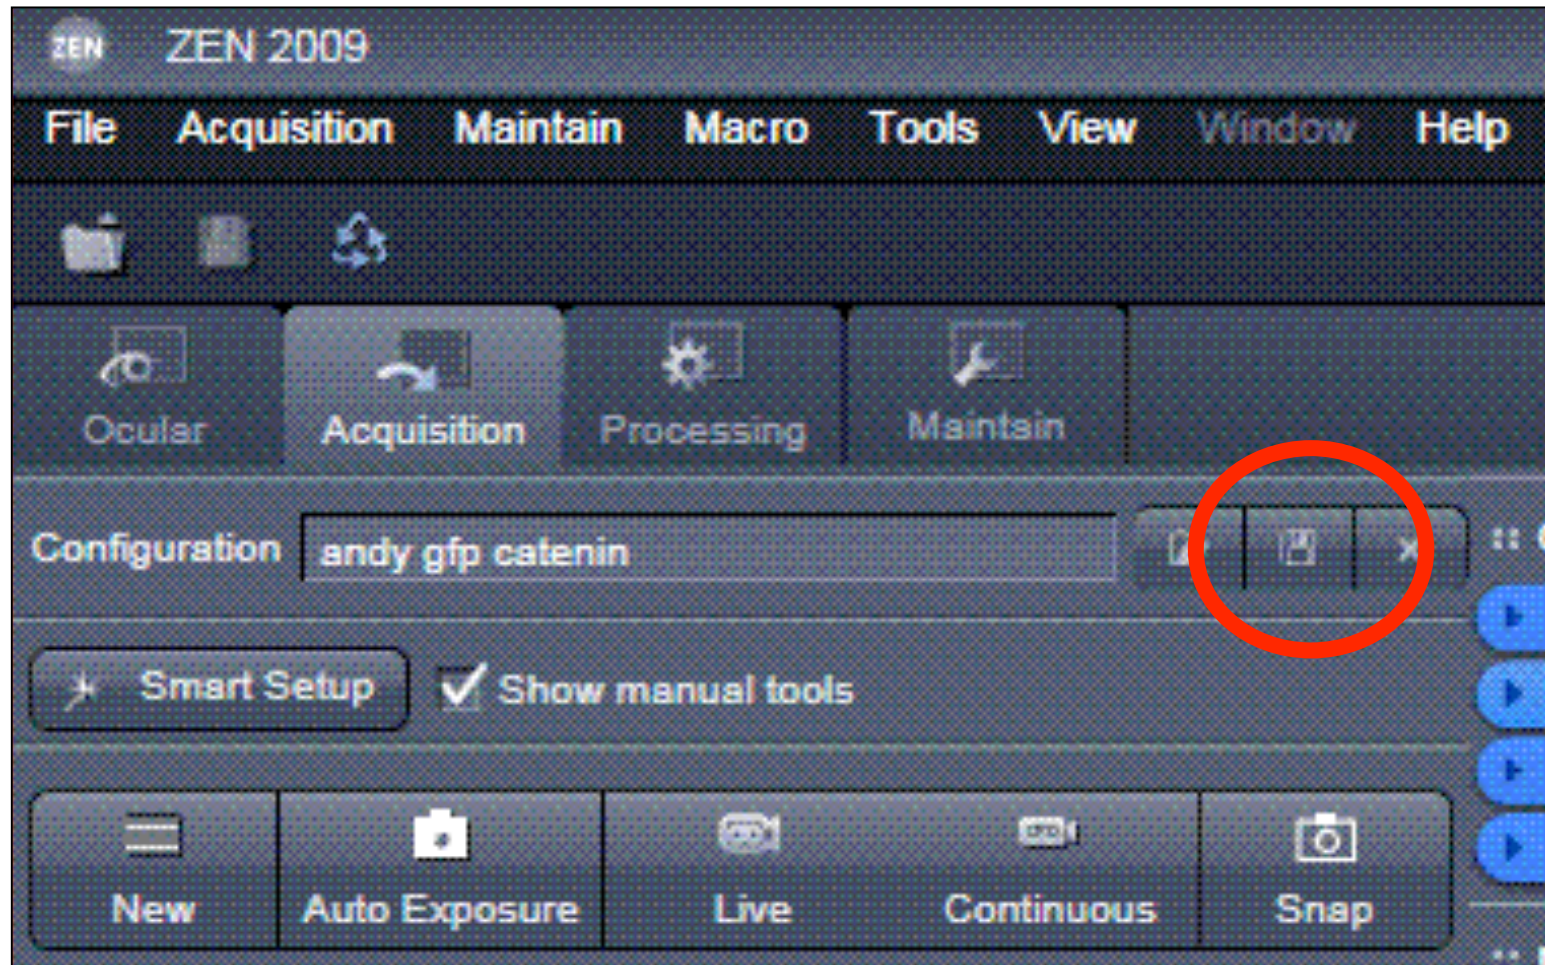 ZEN ZEN 2009
File Acquisition Maintain Macro Tools View Window Help
Ocular Acquisition Processing Maintain
Configuration andy gfp catenin
Smart Setup Show manual tools
New Auto Exposure Live Continuous Snap